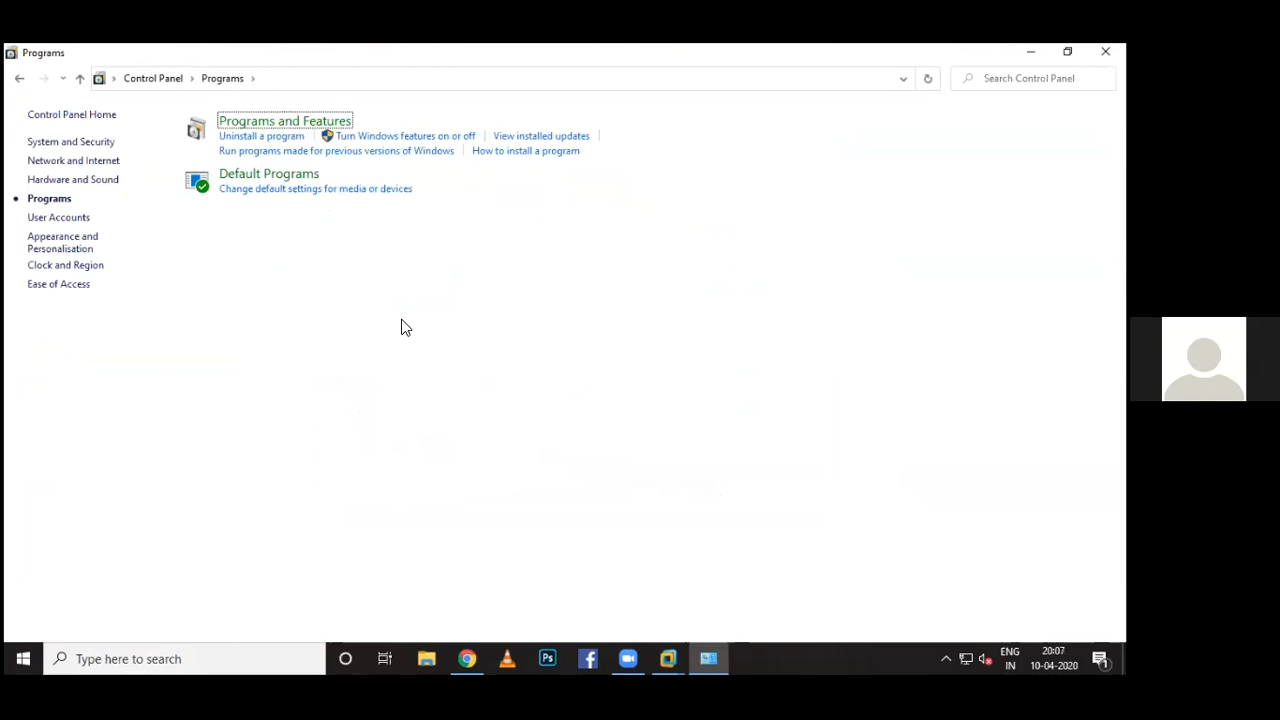 Programs
Control Panel Programs
Search Control Panel
Control Panel Home
System and Security
Network and Internet
Hardware and Sound
Programs
User Accounts
Appearance and
Personalisation
Clock and Region
Ease of Access
Programs and Features
Uninstall a program Turn Windows features on or off View installed updates
Run programs made for previous versions of Windows How to install a program
Default Programs
Change default settings for media or devices
Type here to search
Ps
ENG
IN
20:07
10-04-2020
1